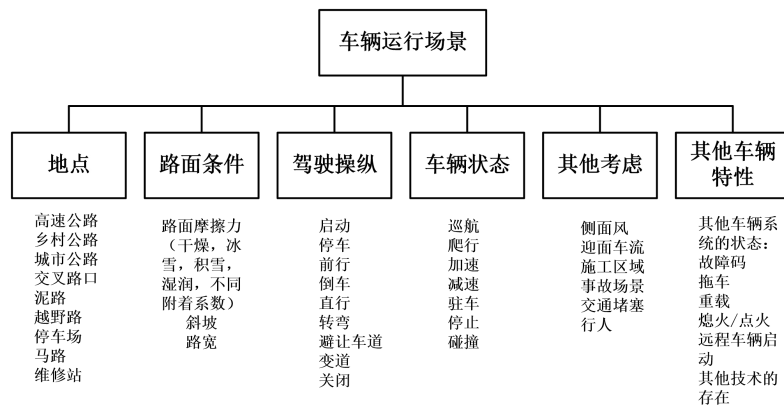 车辆运行场景
地点
路面条件
驾驶操纵
车辆状态
其他考虑
其他车辆
特性
高速公路
乡村公路
城市公路
交叉路口
泥路
越野路
停车场
马路
维修站
路面摩擦力
（干燥，冰
雪，积雪，
湿润，不同
附着系数）
斜坡
路宽
启动
停车
前行
倒车
直行
转弯
避让车道
变道
关闭
巡航
爬行
加速
减速
驻车
停止
碰撞
侧面风
迎面车流
施工区域
事故场景
交通堵塞
行人
其他车辆系
统的状态：
故障码
拖车
重载
熄火/点火
远程车辆启
动
其他技术的
存在